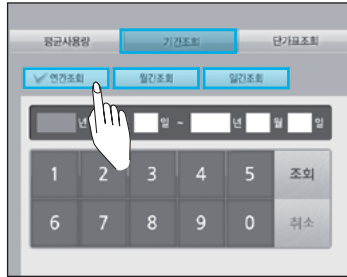 평균사용량 기간조회 단가표조회
연간조회 월간조회 일간조회
년 일 ~ 년 월 일
1 2 3 4 5 조회
6 7 8 9 0 취소